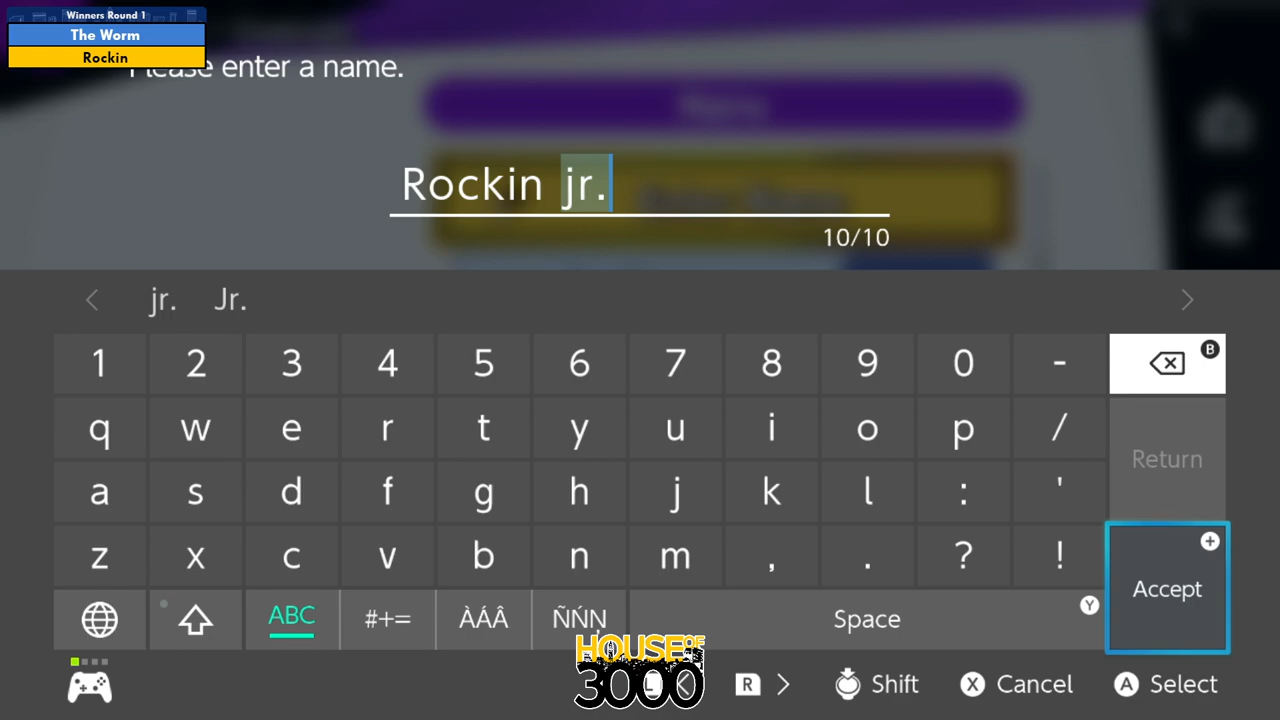 Winners Round 1
The Worm
Rockin
Please enter a name.
Rockin jr.
10/10
jr. Jr.
1 2 3 4 5 6 7 8 9 0 - B
q w e r t y u i o p / Return
a s d f g h j k l : '
z x c v b n m , . ? ! + Accept
ABC #+= ÀÁÂ ÑŃŅ Space Y
HOUSE OF
3000
L R Shift X Cancel A Select